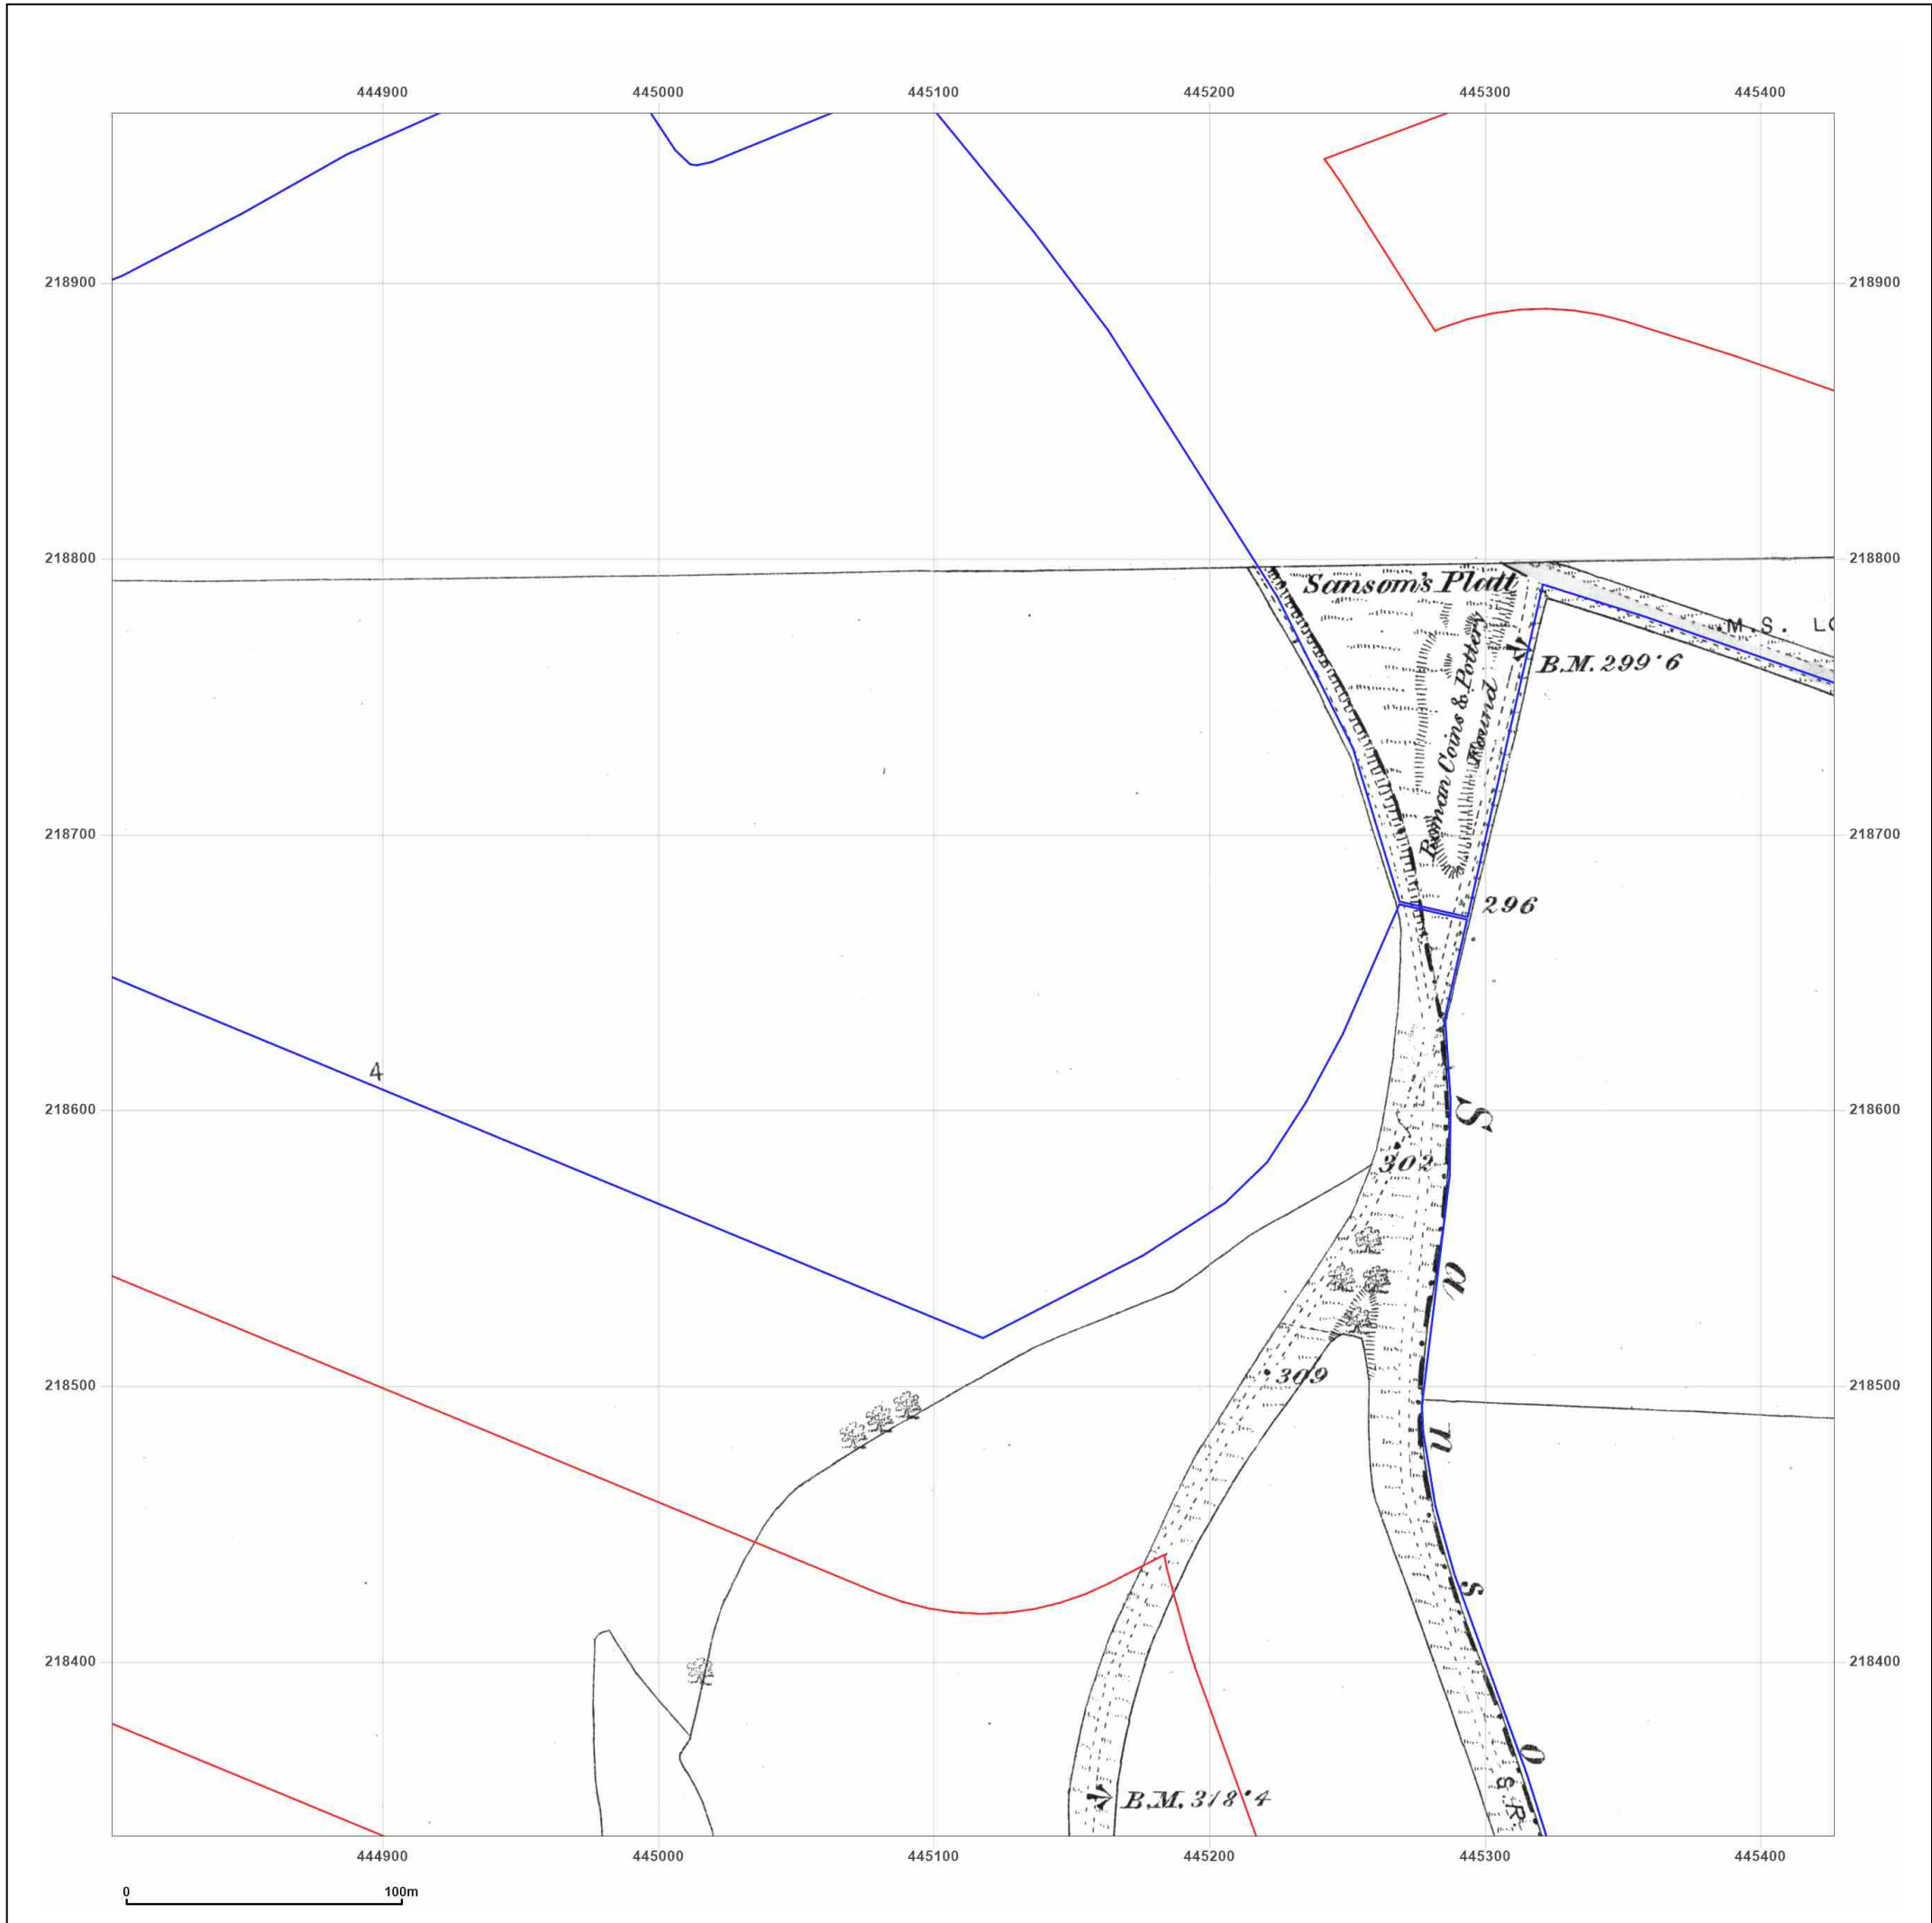 444900 445000 445100 445200 445300 445400
218900 218900
218800 218800
Sansom's Platt
M.S. LO
B.M. 299·6
Roman Coins & Pottery
Found
218700 218700
296
4
218600 218600
S
302
d
218500 218500
309
u
s
218400 218400
o
S.R.
B.M. 318·4
444900 445000 445100 445200 445300 445400
0 100m